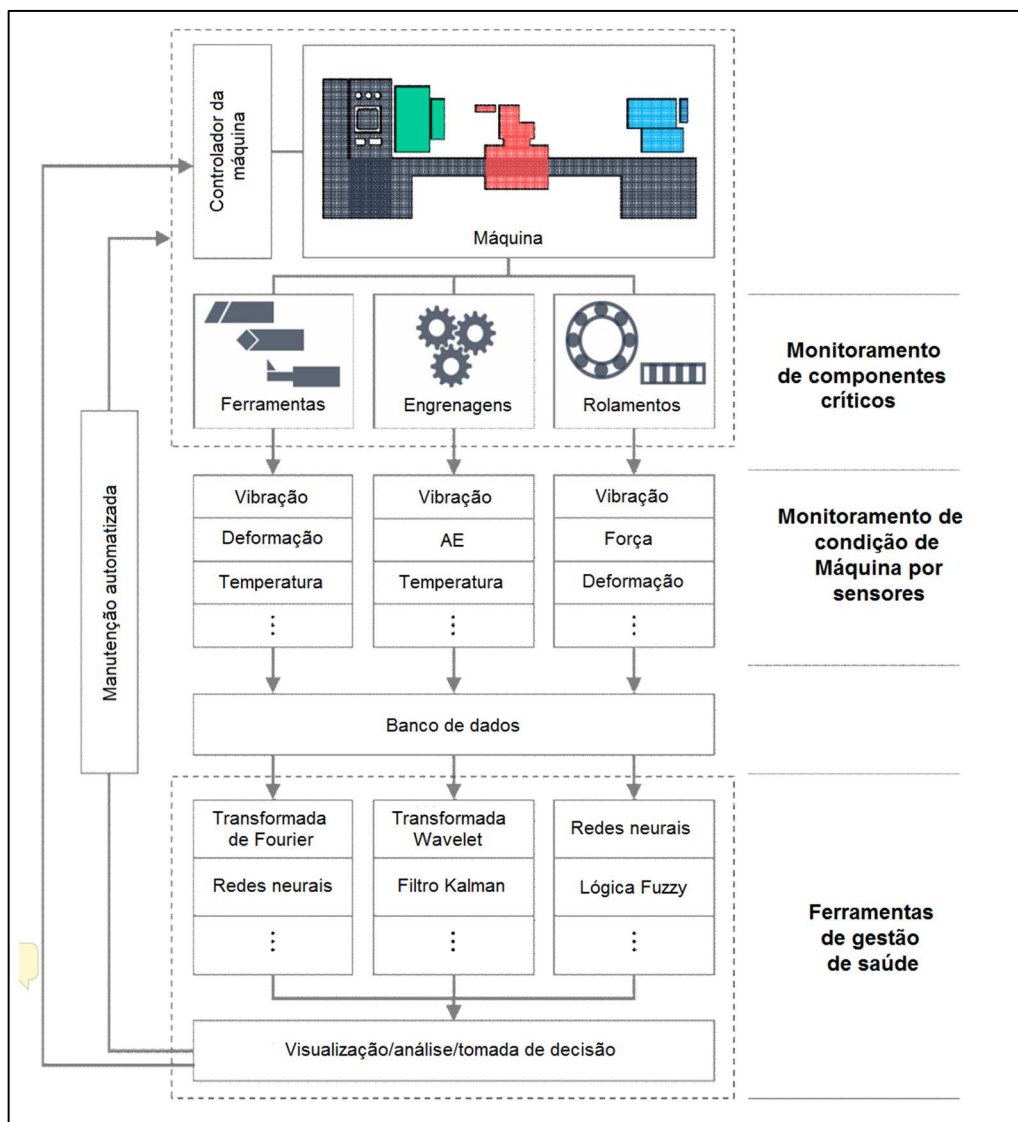 Controlador da
máquina
Máquina
Ferramentas
Engrenagens
Rolamentos
Monitoramento
de componentes
críticos
Manutenção automatizada
Vibração
Deformação
Temperatura
⋮
Vibração
AE
Temperatura
⋮
Vibração
Força
Deformação
⋮
Monitoramento de
condição de
Máquina por
sensores
Banco de dados
Transformada
de Fourier
Redes neurais
⋮
Transformada
Wavelet
Filtro Kalman
⋮
Redes neurais
Lógica Fuzzy
⋮
Ferramentas
de gestão
de saúde
Visualização/análise/tomada de decisão